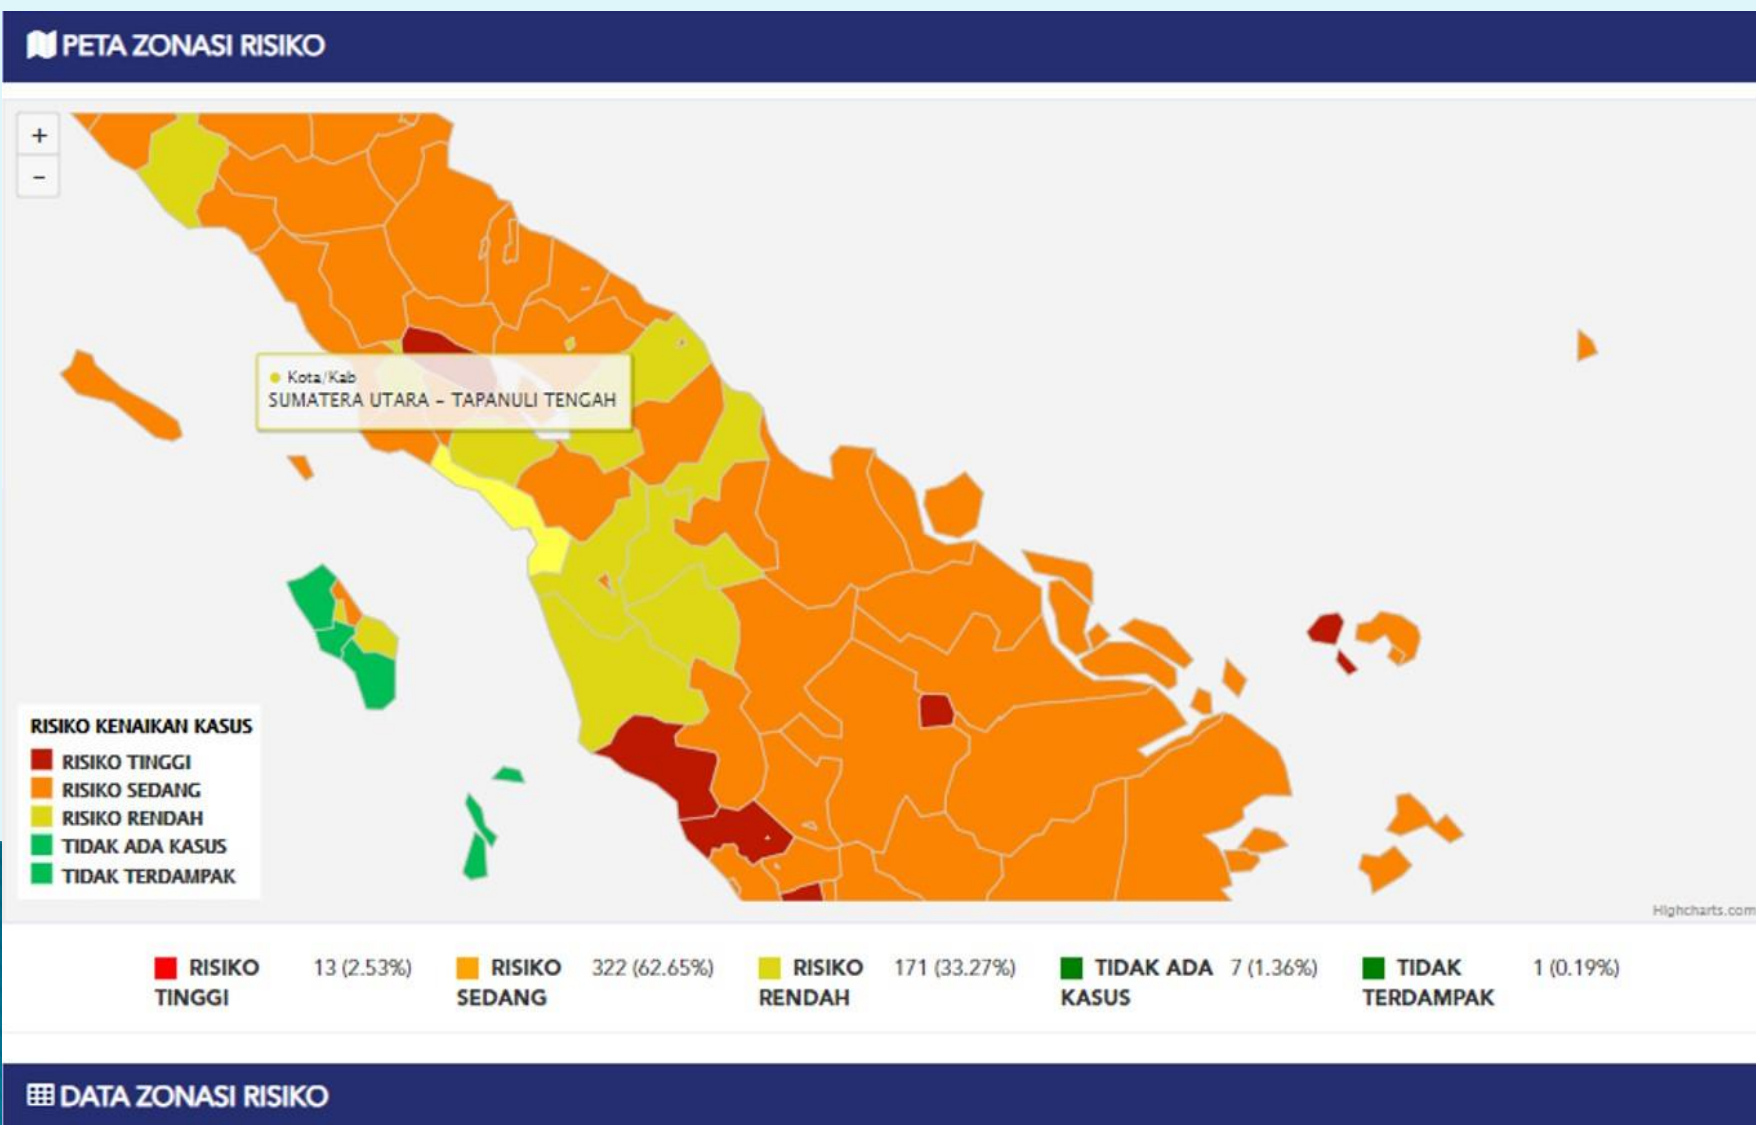 PETA ZONASI RISIKO
+
−
Kota/Kab
SUMATERA UTARA – TAPANULI TENGAH
RISIKO KENAIKAN KASUS
RISIKO TINGGI
RISIKO SEDANG
RISIKO RENDAH
TIDAK ADA KASUS
TIDAK TERDAMPAK
Highcharts.com
RISIKO TINGGI 13 (2.53%)
RISIKO SEDANG 322 (62.65%)
RISIKO RENDAH 171 (33.27%)
TIDAK ADA KASUS 7 (1.36%)
TIDAK TERDAMPAK 1 (0.19%)
DATA ZONASI RISIKO